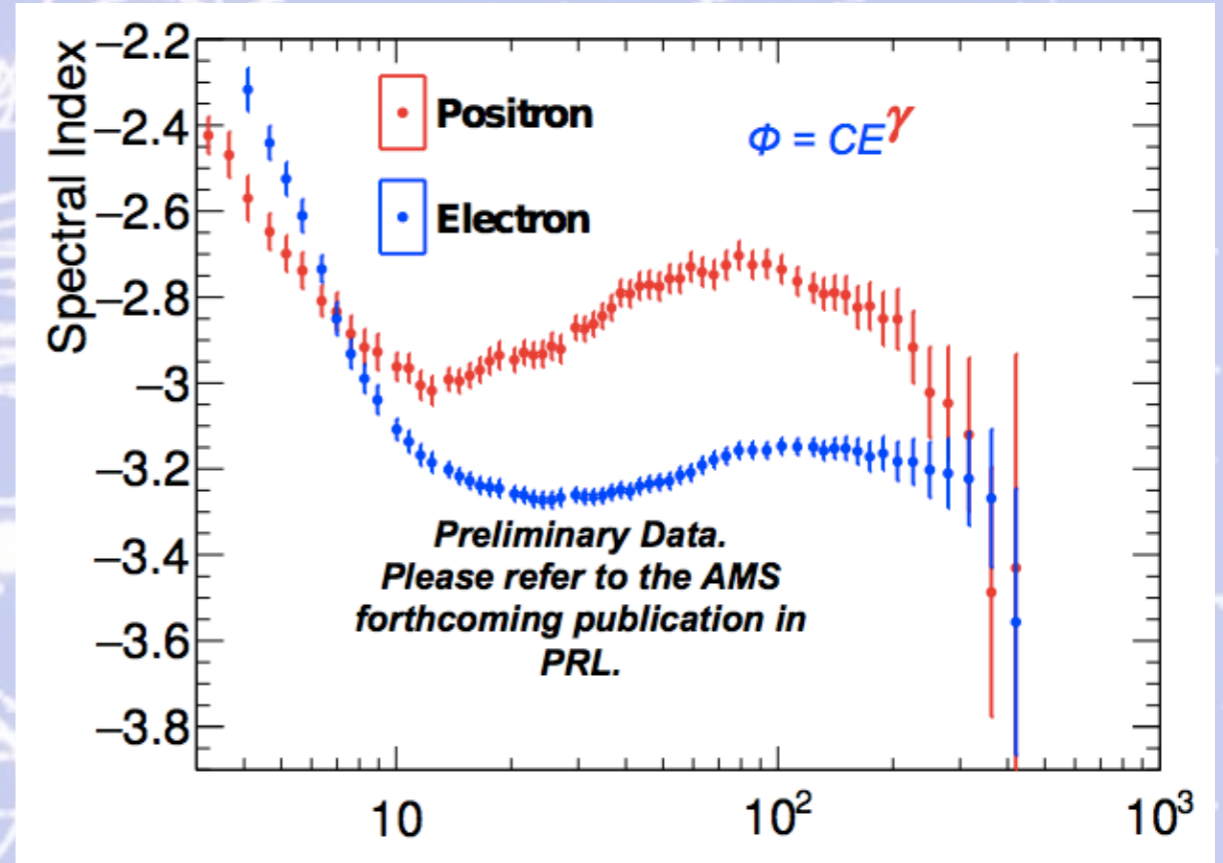 Spectral Index
−2.2
−2.4
−2.6
−2.8
−3
−3.2
−3.4
−3.6
−3.8
Positron
Electron
Φ = CE^γ
Preliminary Data.
Please refer to the AMS
forthcoming publication in
PRL.
10
10²
10³